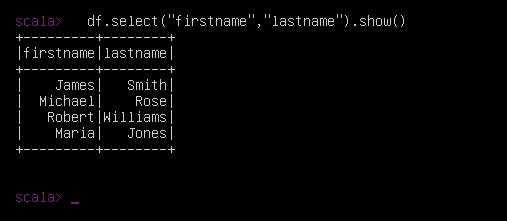 scala>   df.select("firstname","lastname").show()
+---------+--------+
|firstname|lastname|
+---------+--------+
|    James|   Smith|
|  Michael|    Rose|
|   Robert|Williams|
|    Maria|   Jones|
+---------+--------+
scala> _